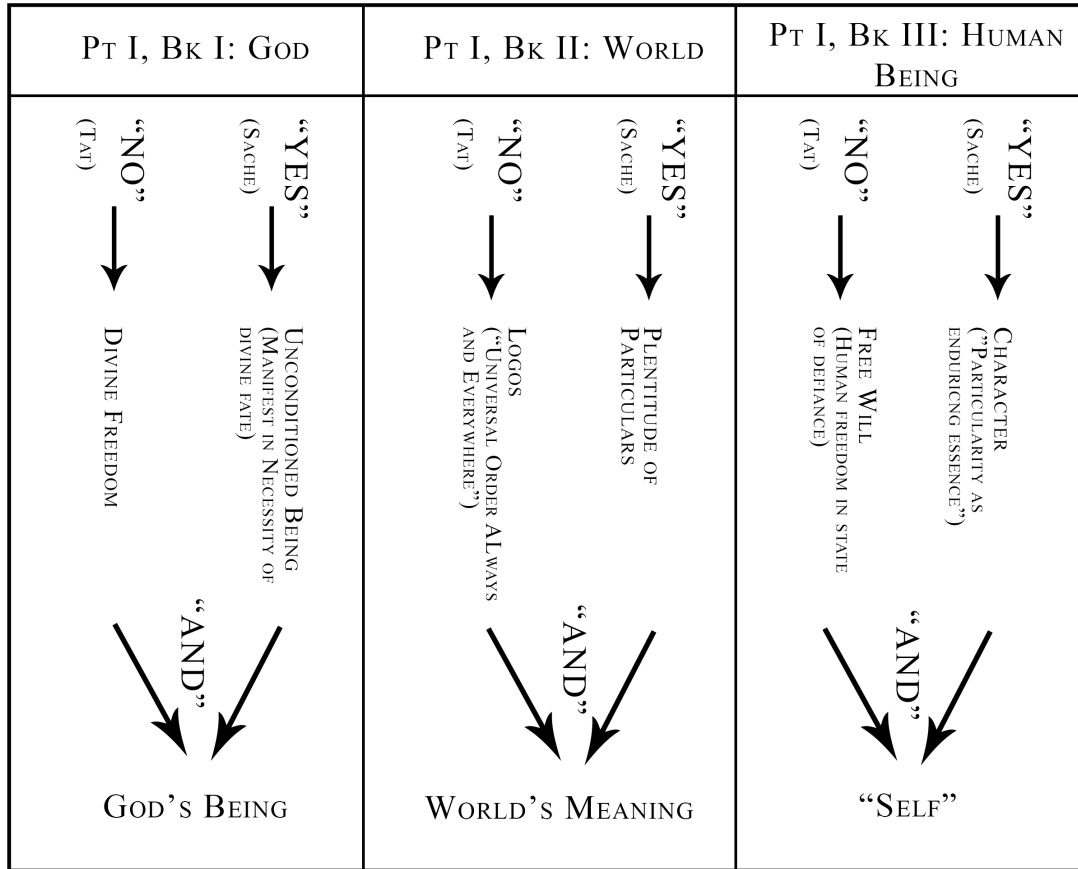 Pt I, Bk I: God
“YES”
(Sache)
“NO”
(Tat)
Unconditioned Being
(Manifest in Necessity of
divine fate)
Divine Freedom
“AND”
God’s Being
Pt I, Bk II: World
“YES”
(Sache)
“NO”
(Tat)
Plentitude of
Particulars
Logos
(“Universal Order ALways
and Everywhere”)
“AND”
World’s Meaning
Pt I, Bk III: Human
Being
“YES”
(Sache)
“NO”
(Tat)
Character
(”Particularity as
enduricng essence”)
Free Will
(Human freedom in state
of defiance)
“AND”
“Self”